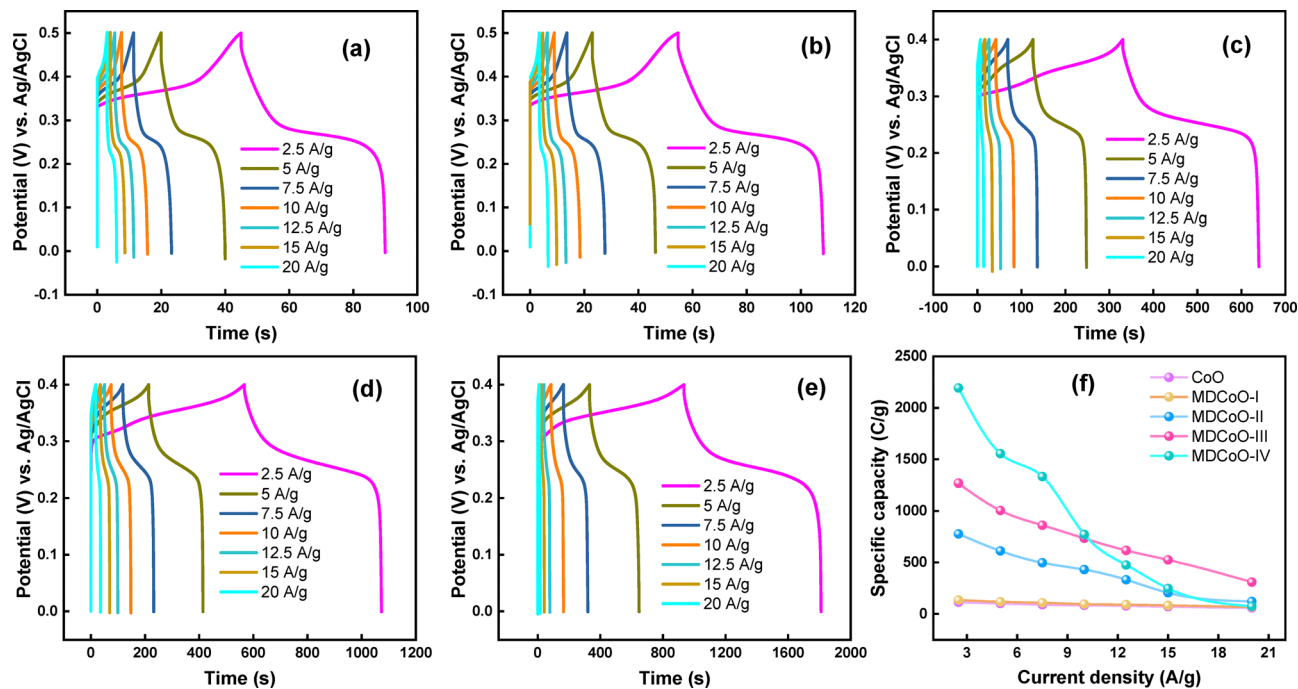 (a)
Potential (V) vs. Ag/AgCl
0.5
0.4
0.3
0.2
0.1
0.0
-0.1
2.5 A/g
5 A/g
7.5 A/g
10 A/g
12.5 A/g
15 A/g
20 A/g
0 20 40 60 80 100
Time (s)
(b)
Potential (V) vs. Ag/AgCl
0.5
0.4
0.3
0.2
0.1
0.0
0.1
2.5 A/g
5 A/g
7.5 A/g
10 A/g
12.5 A/g
15 A/g
20 A/g
0 20 40 60 80 100 120
Time (s)
(c)
Potential (V) vs. Ag/AgCl
0.4
0.3
0.2
0.1
0.0
2.5 A/g
5 A/g
7.5 A/g
10 A/g
12.5 A/g
15 A/g
20 A/g
-100 0 100 200 300 400 500 600 700
Time (s)
(d)
Potential (V) vs. Ag/AgCl
0.4
0.3
0.2
0.1
0.0
2.5 A/g
5 A/g
7.5 A/g
10 A/g
12.5 A/g
15 A/g
20 A/g
0 200 400 600 800 1000 1200
Time (s)
(e)
Potential (V) vs. Ag/AgCl
0.4
0.3
0.2
0.1
0.0
2.5 A/g
5 A/g
7.5 A/g
10 A/g
12.5 A/g
15 A/g
20 A/g
0 400 800 1200 1600 2000
Time (s)
(f)
Specific capacity (C/g)
2500
2000
1500
1000
500
0
CoO
MDCoO-I
MDCoO-II
MDCoO-III
MDCoO-IV
3 6 9 12 15 18 21
Current density (A/g)